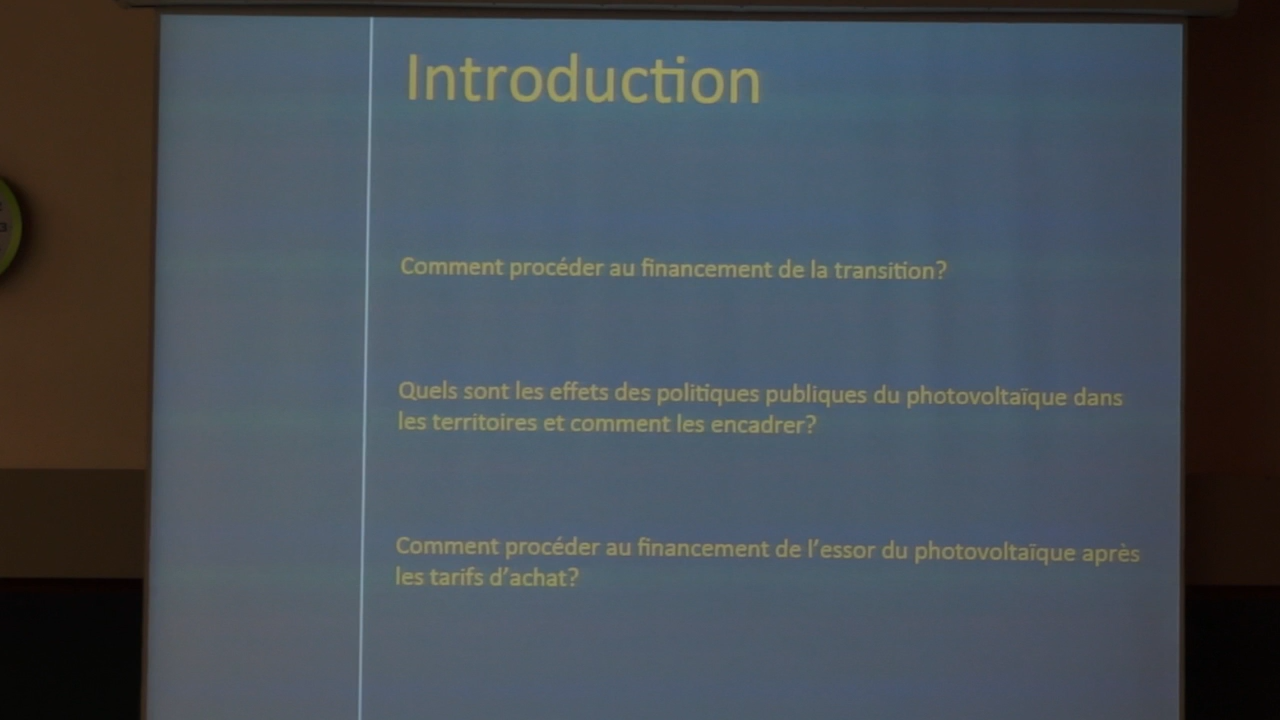 Introduction
Comment procéder au financement de la transition?
Quels sont les effets des politiques publiques du photovoltaïque dans
les territoires et comment les encadrer?
Comment procéder au financement de l’essor du photovoltaïque après
les tarifs d’achat?